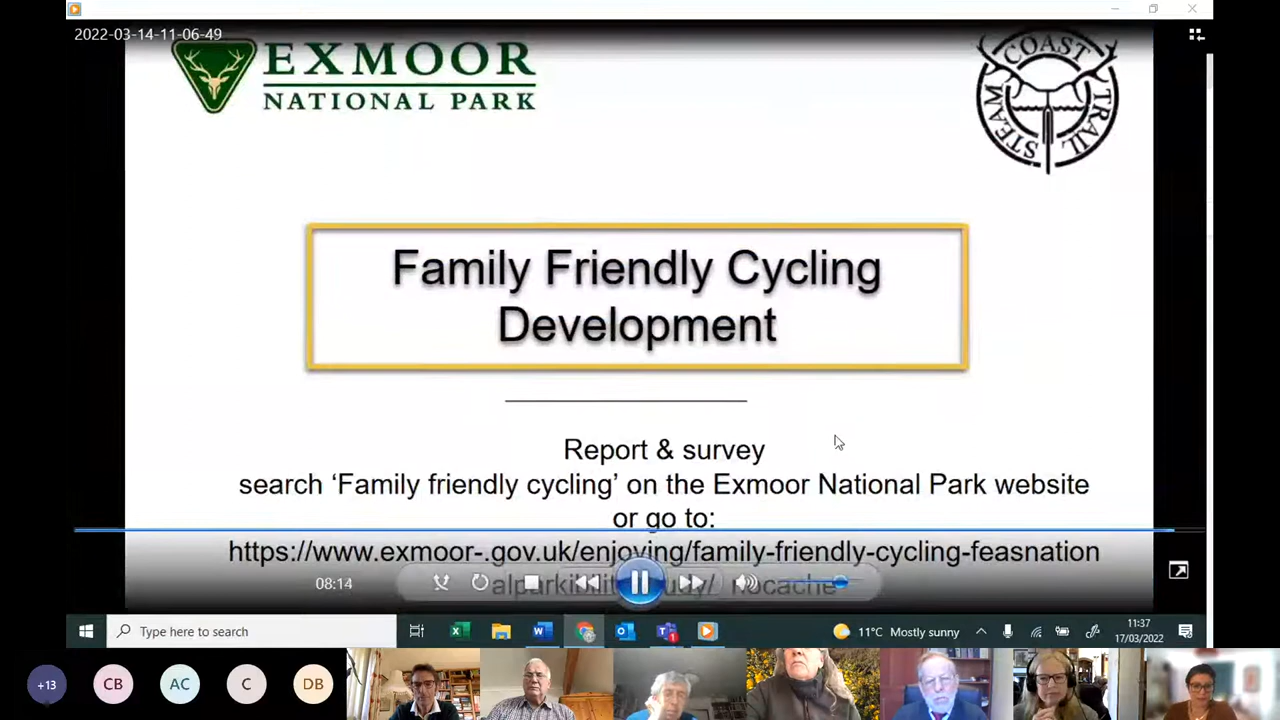 2022-03-14-11-06-49
EXMOOR
NATIONAL PARK
STEAM COAST TRAIL
Family Friendly Cycling
Development
Report & survey
search ‘Family friendly cycling’ on the Exmoor National Park website
or go to:
https://www.exmoor-.gov.uk/enjoying/family-friendly-cycling-feasnation
08:14
Type here to search
11°C Mostly sunny
11:37
17/03/2022
+13
CB
AC
C
DB